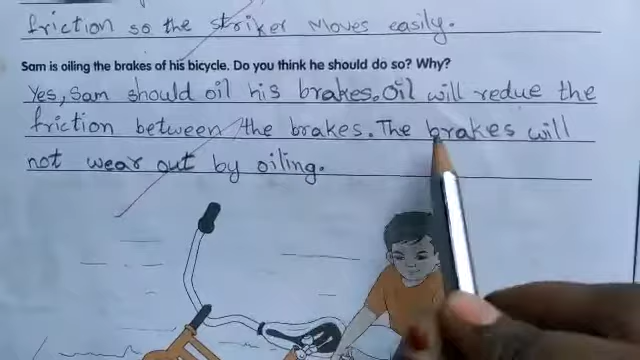 friction so the striker moves easily.
Sam is oiling the brakes of his bicycle. Do you think he should do so? Why?
Yes, Sam should oil his brakes. Oil will redue the
friction between the brakes. The brakes will
not wear out by oiling.